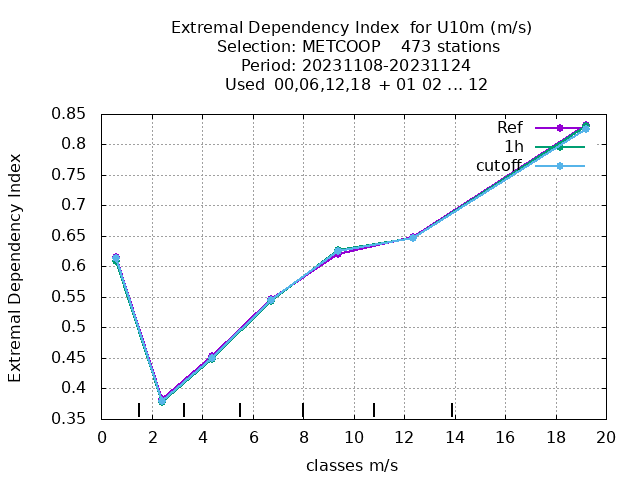 Extremal Dependency Index  for U10m (m/s)
Selection: METCOOP    473 stations
Period: 20231108-20231124
Used  00,06,12,18 + 01 02 ... 12
Extremal Dependency Index
0.85
0.8
0.75
0.7
0.65
0.6
0.55
0.5
0.45
0.4
0.35
Ref
1h
cutoff
0 2 4 6 8 10 12 14 16 18 20
classes m/s